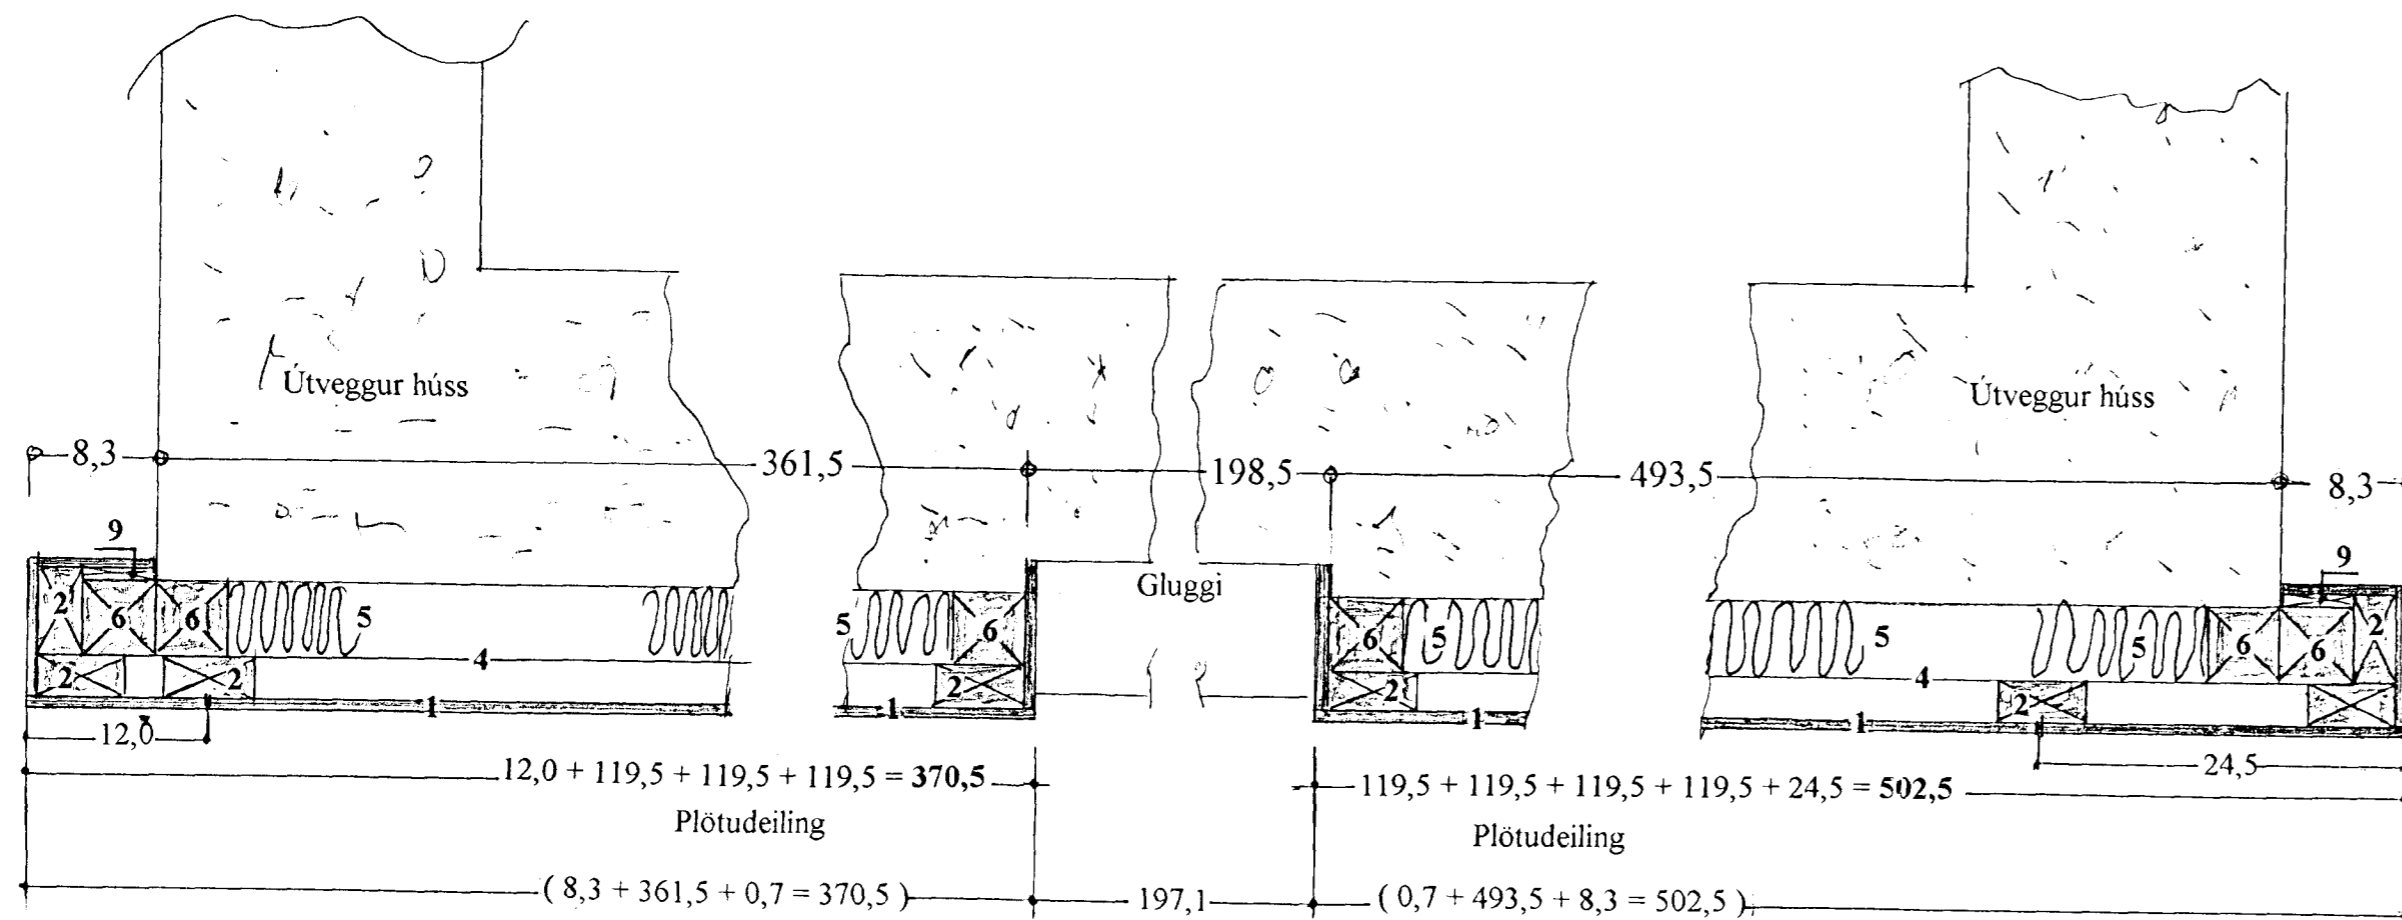 Útveggur húss
Útveggur húss
8,3 361,5 198,5 493,5 8,3
9 9
Gluggi
2 6 6 5 5 6 6 5 5 5 6 6 2
4 4
2 2 2 2 2
1 1 1 1
12,0
24,5
12,0 + 119,5 + 119,5 + 119,5 = 370,5
119,5 + 119,5 + 119,5 + 119,5 + 24,5 = 502,5
Plötudeiling
Plötudeiling
( 8,3 + 361,5 + 0,7 = 370,5 )
197,1
( 0,7 + 493,5 + 8,3 = 502,5 )